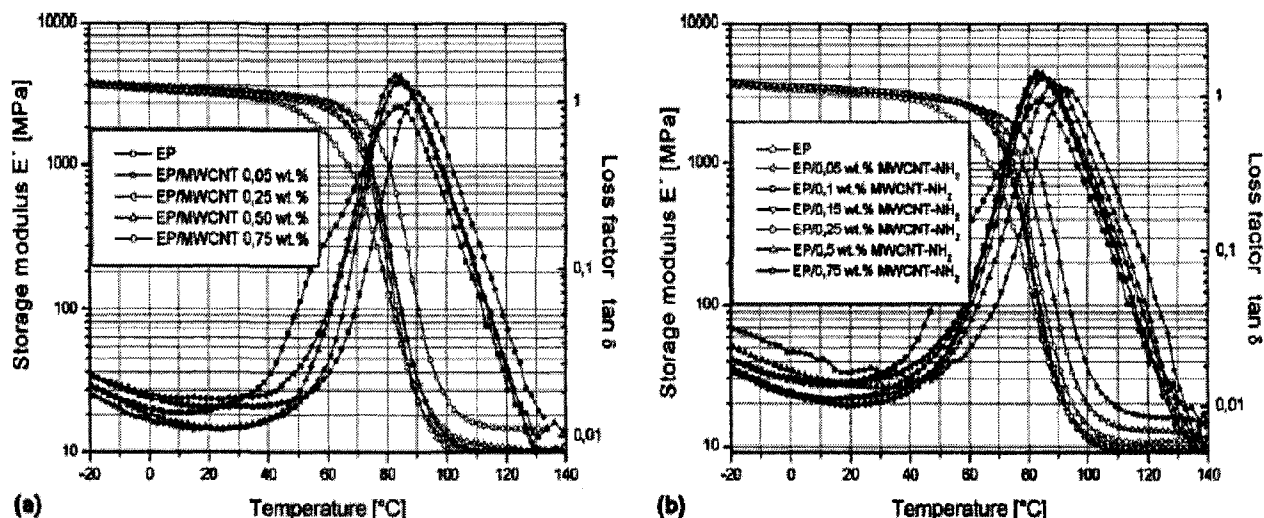 10000
1000
100
10
Storage modulus E´ [MPa]
EP
EP/MWCNT 0,05 wt.%
EP/MWCNT 0,25 wt.%
EP/MWCNT 0,50 wt.%
EP/MWCNT 0,75 wt.%
1
0,1
0,01
Loss factor tan δ
-20 0 20 40 60 80 100 120 140
(a)
Temperature [°C]
10000
1000
100
10
Storage modulus E´ [MPa]
EP
EP/0,05 wt.% MWCNT-NH₂
EP/0,1 wt.% MWCNT-NH₂
EP/0,15 wt.% MWCNT-NH₂
EP/0,25 wt.% MWCNT-NH₂
EP/0,5 wt.% MWCNT-NH₂
EP/0,75 wt.% MWCNT-NH₂
1
0,1
0,01
Loss factor tan δ
-20 0 20 40 60 80 100 120 140
(b)
Temperature [°C]